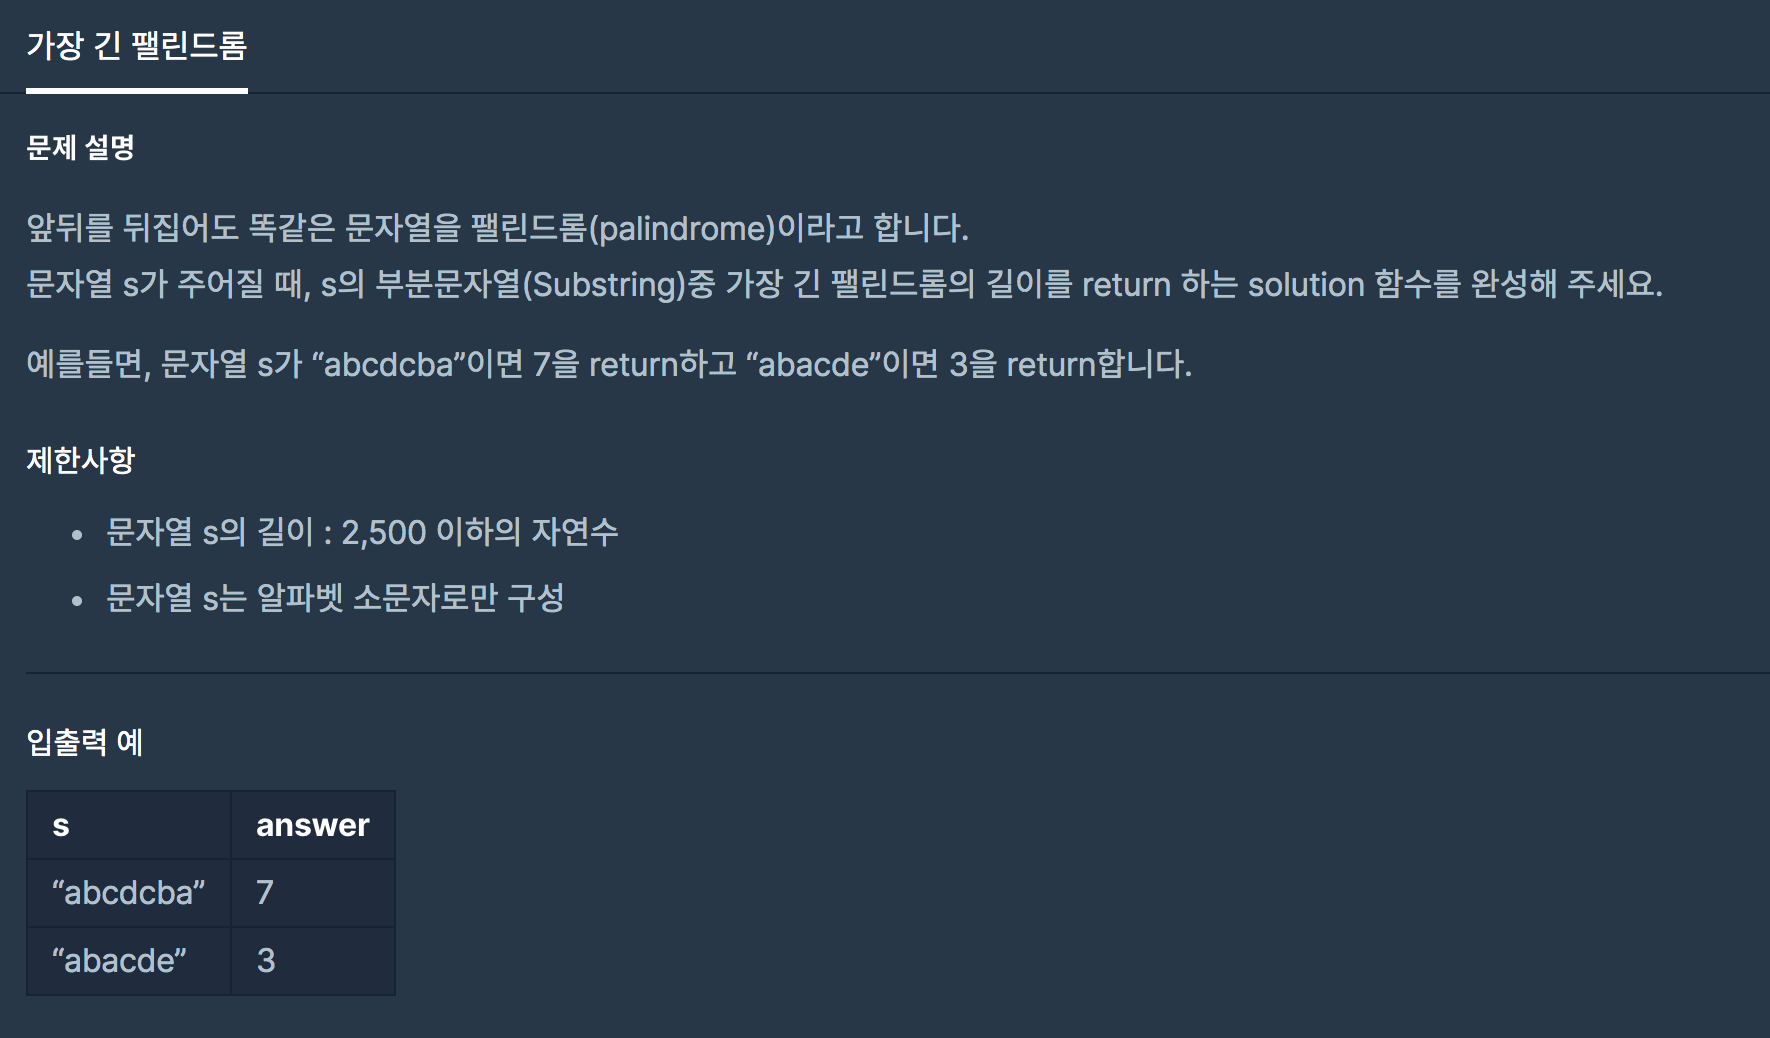 가장 긴 팰린드롬
문제 설명
앞뒤를 뒤집어도 똑같은 문자열을 팰린드롬(palindrome)이라고 합니다.
문자열 s가 주어질 때, s의 부분문자열(Substring)중 가장 긴 팰린드롬의 길이를 return 하는 solution 함수를 완성해 주세요.
예를들면, 문자열 s가 “abcdcba”이면 7을 return하고 “abacde”이면 3을 return합니다.
제한사항
• 문자열 s의 길이 : 2,500 이하의 자연수
• 문자열 s는 알파벳 소문자로만 구성
입출력 예
s answer
“abcdcba” 7
“abacde” 3